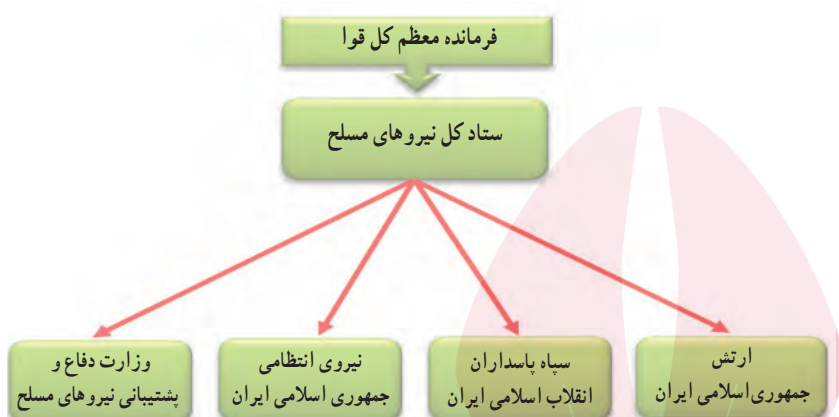 فرمانده معظم کل قوا
ستاد کل نیروهای مسلح
ارتش
جمهوری اسلامی ایران
سپاه پاسداران
انقلاب اسلامی ایران
نیروی انتظامی
جمهوری اسلامی ایران
وزارت دفاع و
پشتیبانی نیروهای مسلح